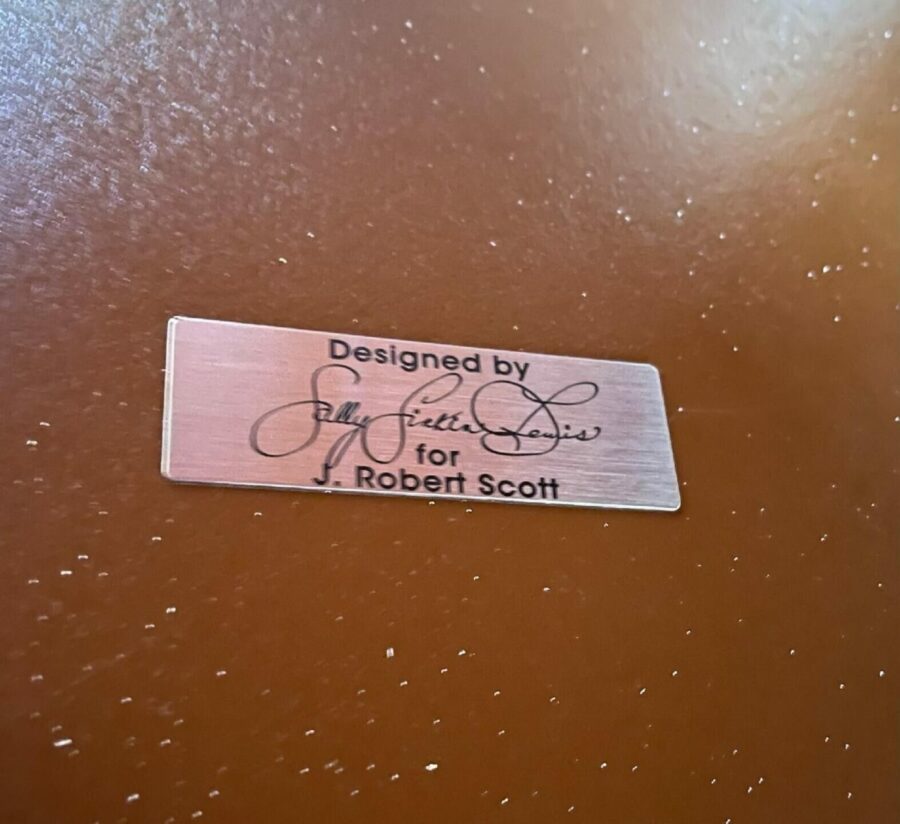 Designed by
Sally Sirkin Lewis
for
J. Robert Scott